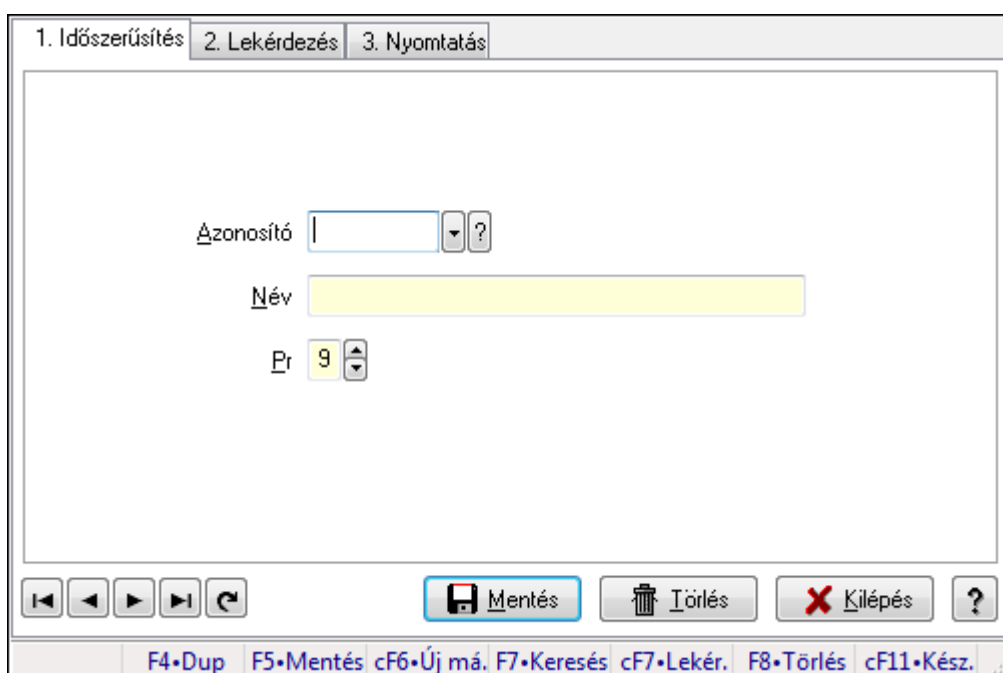 1. Időszerűsítés 2. Lekérdezés 3. Nyomtatás
Azonosító ?
Név
Pr 9
Mentés Törlés Kilépés ?
F4•Dup F5•Mentés cF6•Új má. F7•Keresés cF7•Lekér. F8•Törlés cF11•Kész.